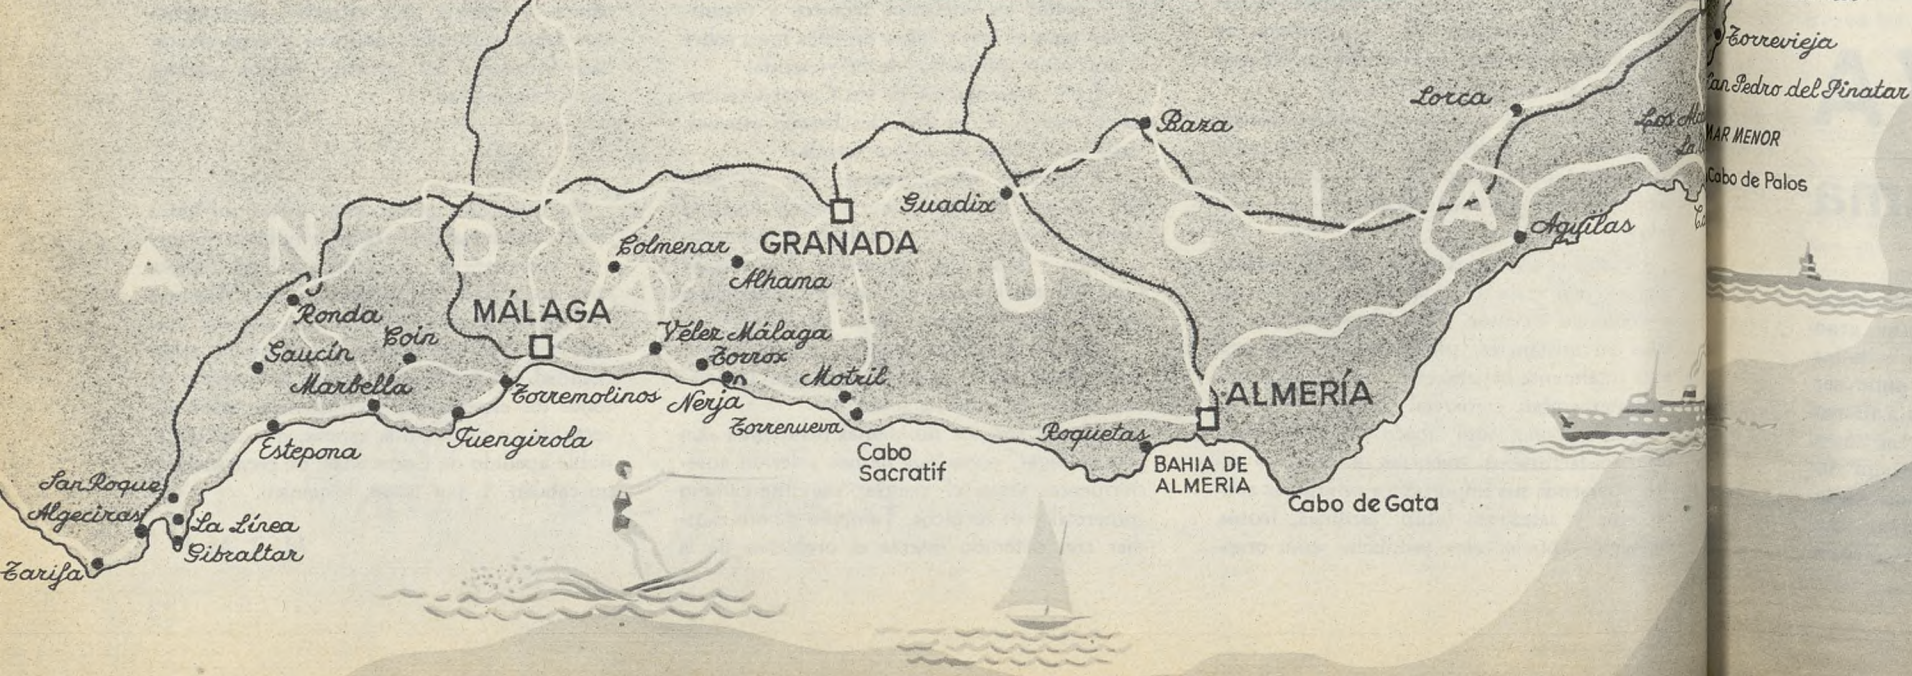 Torrevieja
San Pedro del Pinatar
Lorca
MAR MENOR
Baza
Cabo de Palos
Guadix
Aguilas
GRANADA
Colmenar
Alhama
ANDALUCIA
MÁLAGA
Ronda
Vélez Málaga
Coín
Gaucín
Torrox
Marbella
Motril
Torremolinos
Nerja
ALMERÍA
Torrenueva
Fuengirola
Roquetas
Estepona
Cabo
Sacratif
BAHIA DE
ALMERIA
Cabo de Gata
San Roque
Algeciras
La Línea
Gibraltar
Tarifa